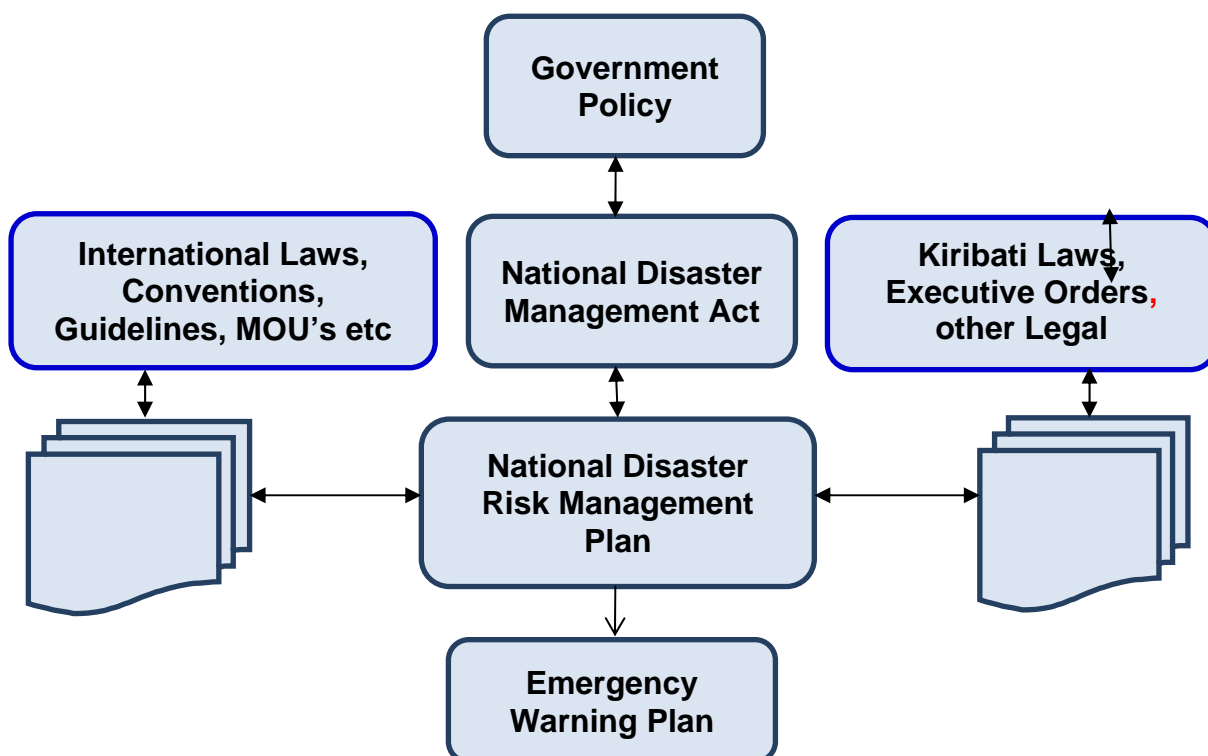 Government
Policy
International Laws,
Conventions,
Guidelines, MOU’s etc
National Disaster
Management Act
Kiribati Laws,
Executive Orders,
other Legal
National Disaster
Risk Management
Plan
Emergency
Warning Plan